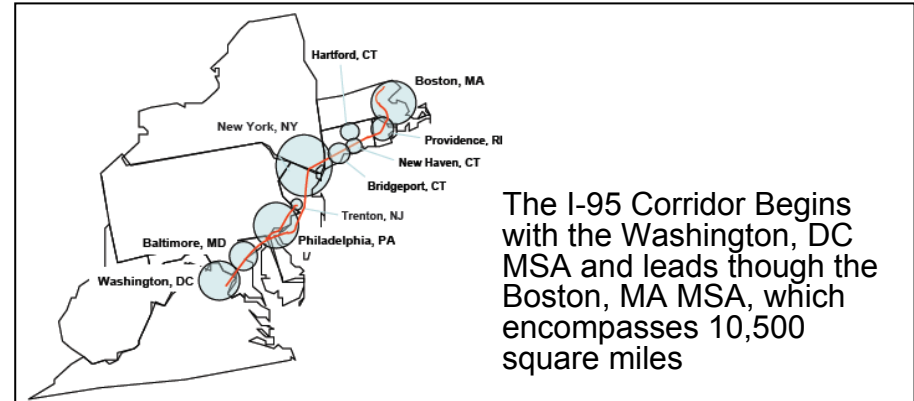 Hartford, CT
Boston, MA
New York, NY
Providence, RI
New Haven, CT
Bridgeport, CT
Trenton, NJ
Philadelphia, PA
Baltimore, MD
Washington, DC
The I-95 Corridor Begins
with the Washington, DC
MSA and leads though the
Boston, MA MSA, which
encompasses 10,500
square miles